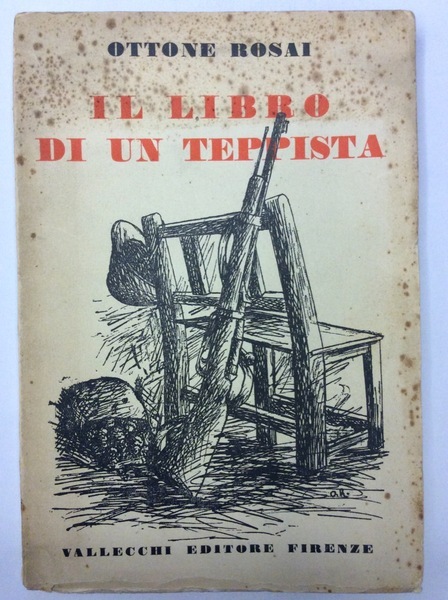 OTTONE ROSAI
IL LIBRO
DI UN TEPPISTA
O.R.
VALLECCHI EDITORE FIRENZE